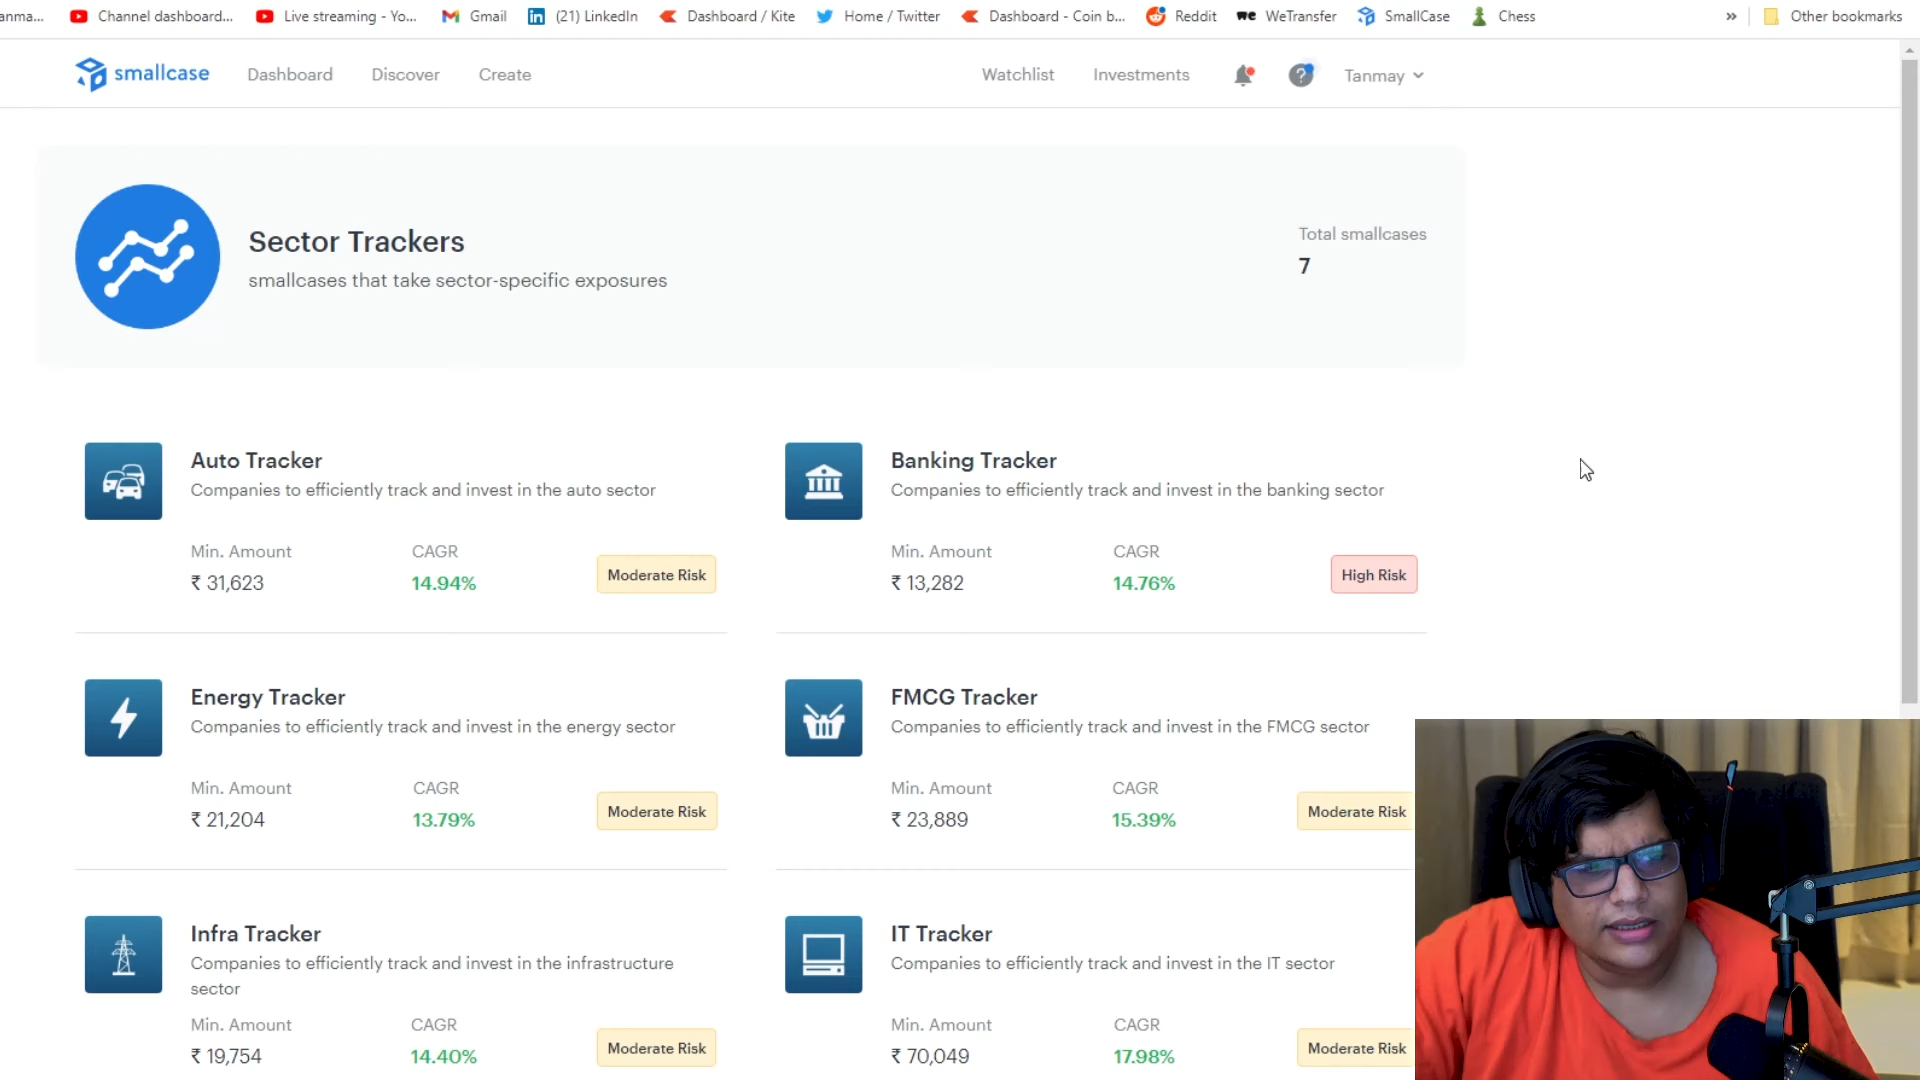 anma...
Channel dashboard...
Live streaming - Yo...
Gmail
(21) LinkedIn
Dashboard / Kite
Home / Twitter
Dashboard - Coin b...
Reddit
we WeTransfer
SmallCase
Chess
»
Other bookmarks
smallcase
Dashboard
Discover
Create
Watchlist
Investments
?
Tanmay
Sector Trackers
smallcases that take sector-specific exposures
Total smallcases
7
Auto Tracker
Companies to efficiently track and invest in the auto sector
Min. Amount
CAGR
₹ 31,623
14.94%
Moderate Risk
Banking Tracker
Companies to efficiently track and invest in the banking sector
Min. Amount
CAGR
₹ 13,282
14.76%
High Risk
Energy Tracker
Companies to efficiently track and invest in the energy sector
Min. Amount
CAGR
₹ 21,204
13.79%
Moderate Risk
FMCG Tracker
Companies to efficiently track and invest in the FMCG sector
Min. Amount
CAGR
₹ 23,889
15.39%
Moderate Risk
Infra Tracker
Companies to efficiently track and invest in the infrastructure
sector
Min. Amount
CAGR
₹ 19,754
14.40%
Moderate Risk
IT Tracker
Companies to efficiently track and invest in the IT sector
Min. Amount
CAGR
₹ 70,049
17.98%
Moderate Risk